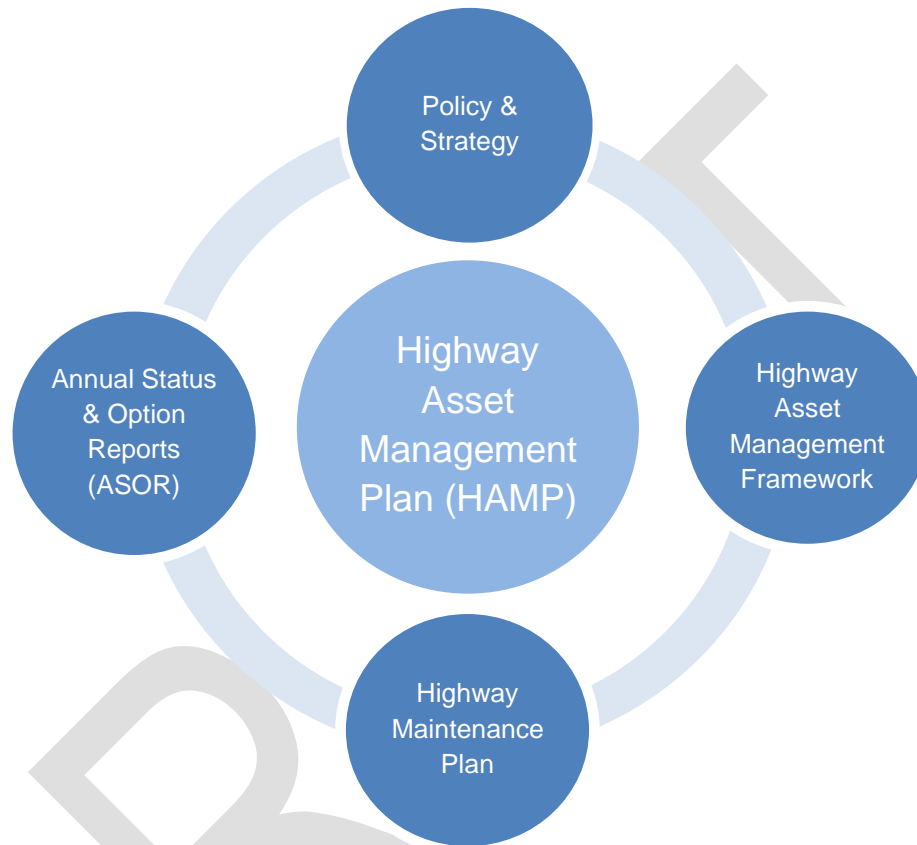 Policy &
Strategy
Highway
Asset
Management
Plan (HAMP)
Annual Status
& Option
Reports
(ASOR)
Highway
Asset
Management
Framework
Highway
Maintenance
Plan